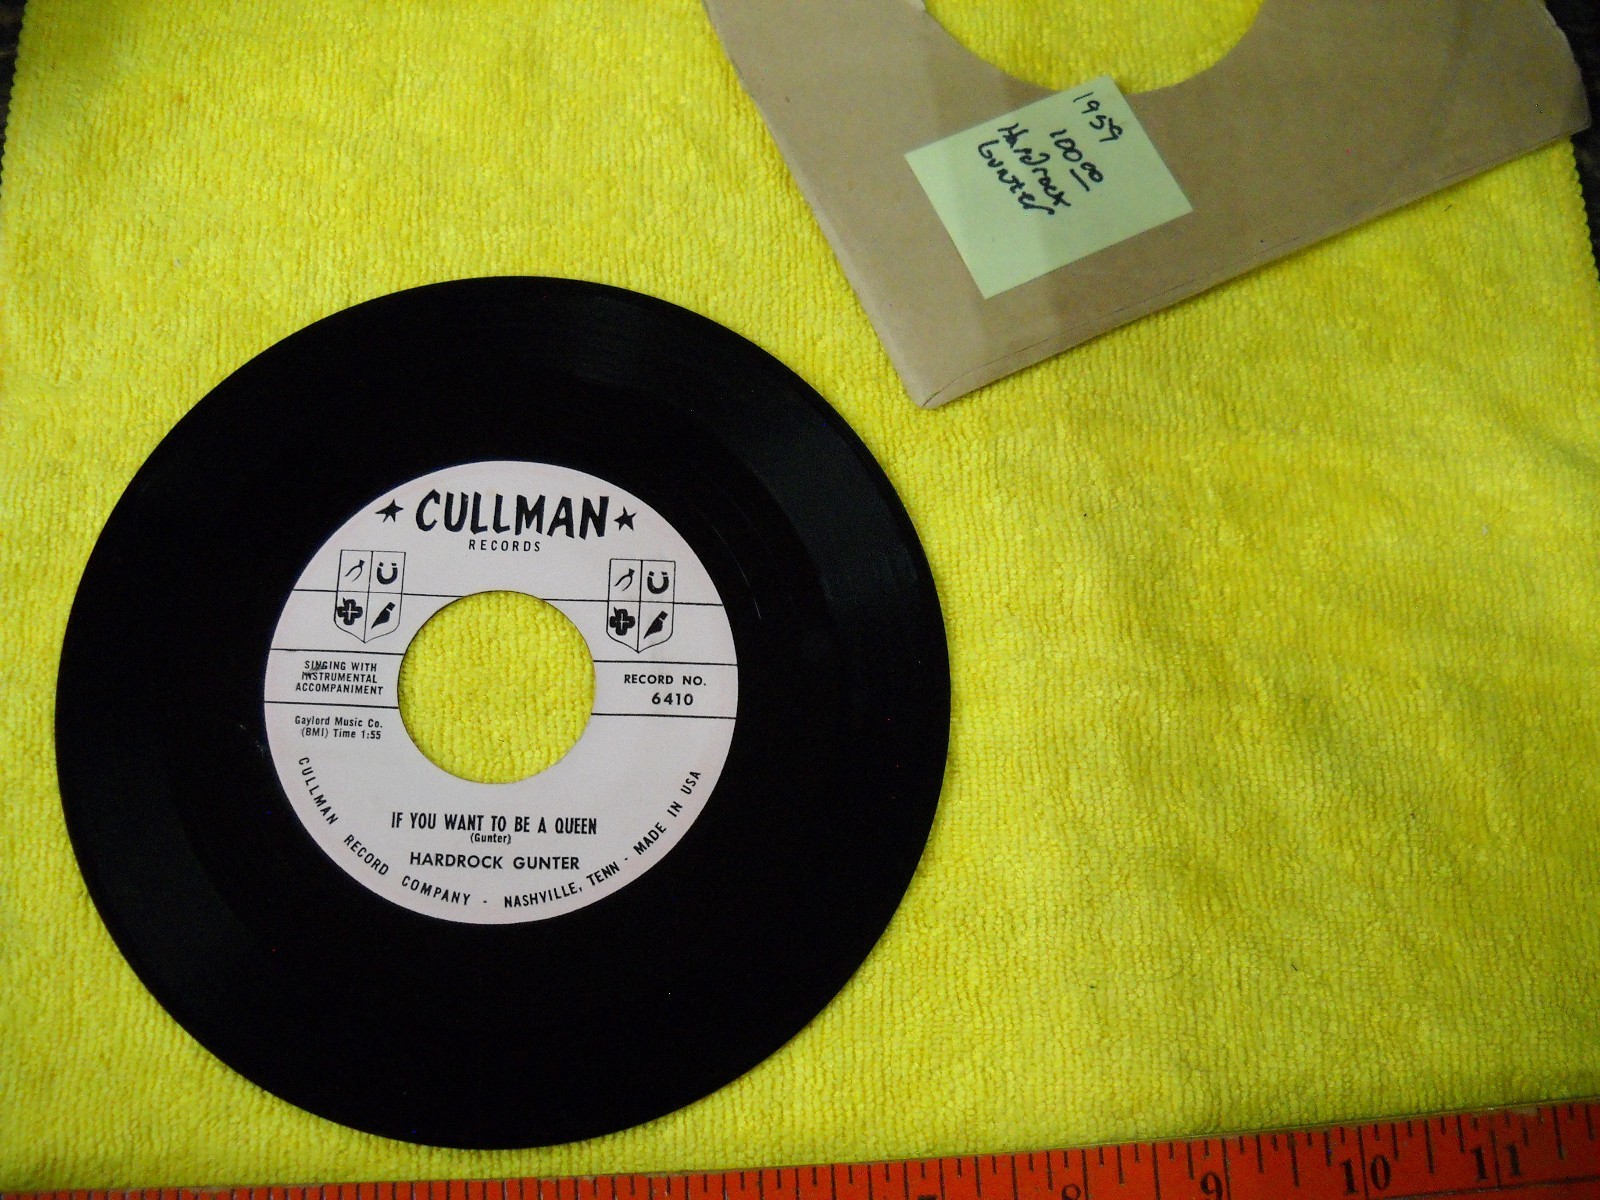 1959
100 00
Hardrock
Gunter
CULLMAN
RECORDS
SINGING WITH
INSTRUMENTAL
ACCOMPANIMENT
RECORD NO.
6410
Gaylord Music Co.
(BMI) Time 1:55
IF YOU WANT TO BE A QUEEN
(Gunter)
HARDROCK GUNTER
CULLMAN RECORD COMPANY - NASHVILLE, TENN - MADE IN USA
8 9 10 11